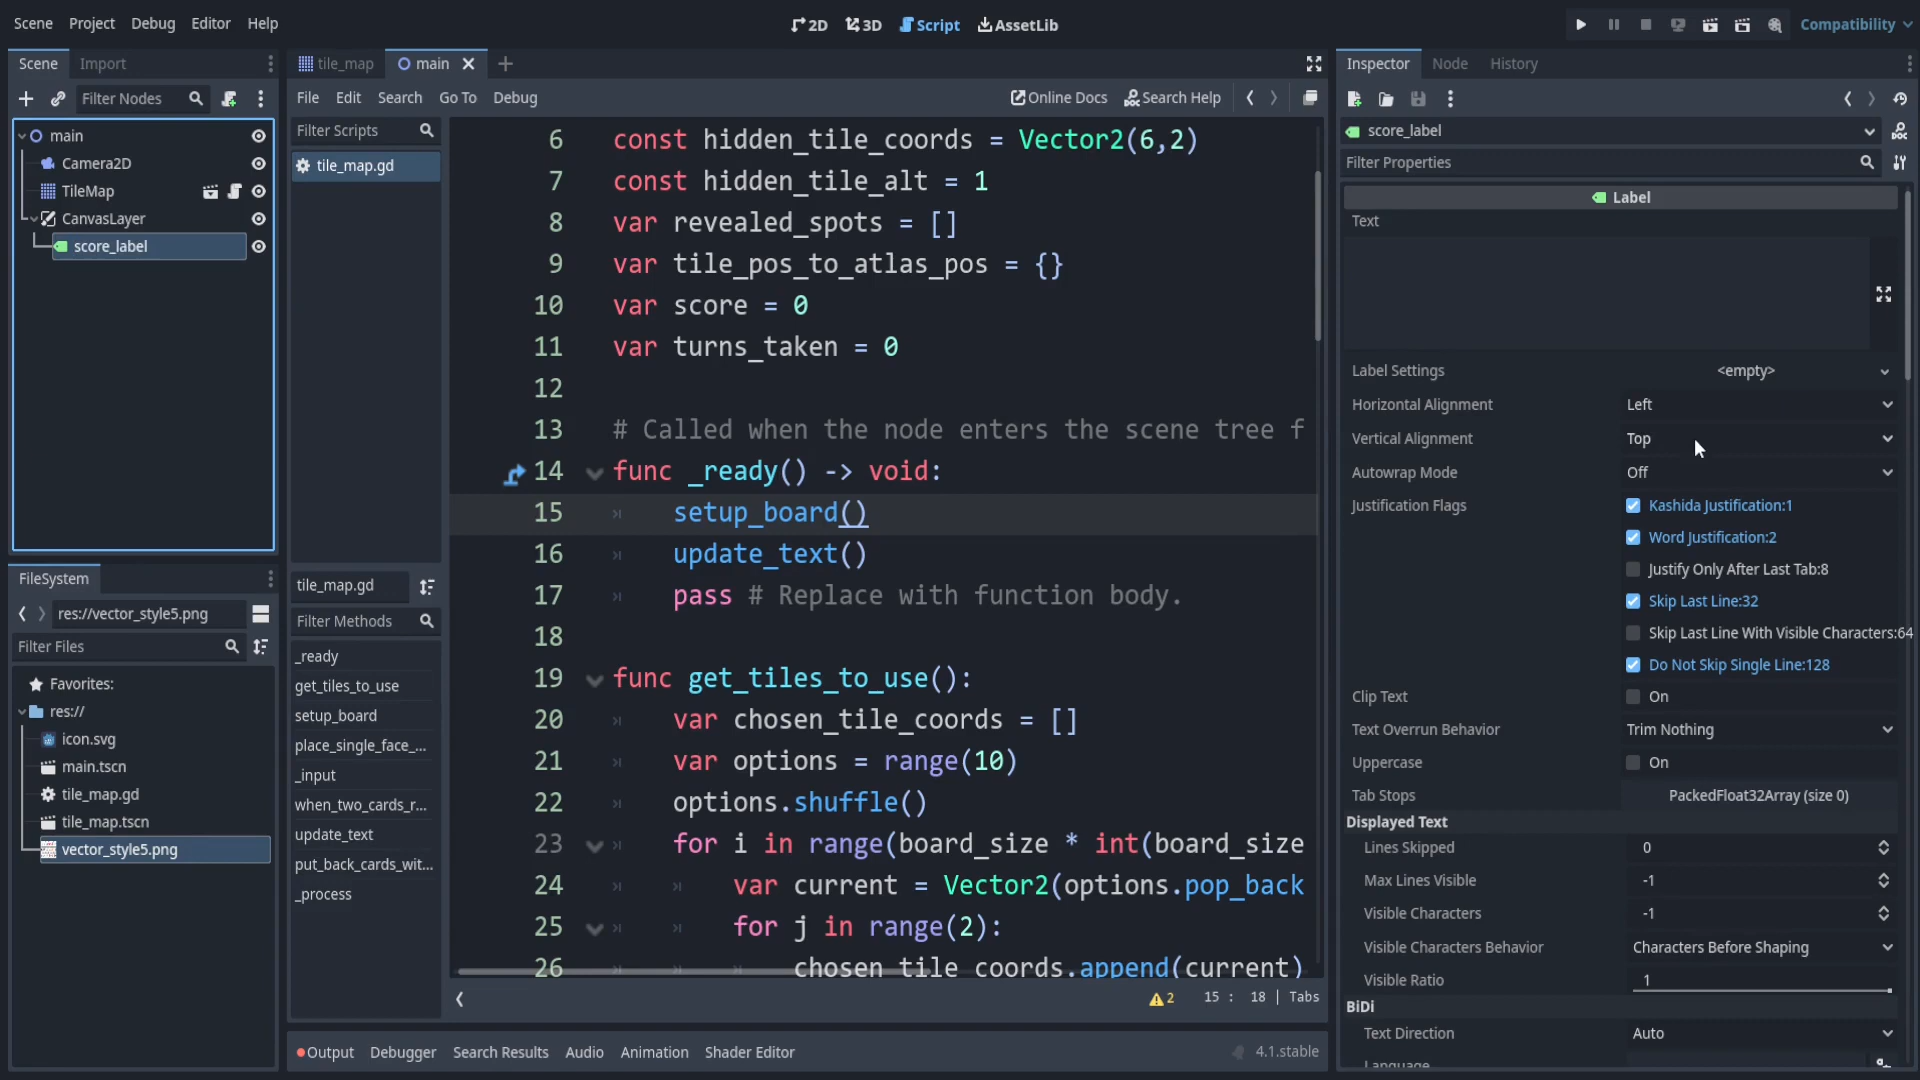 Scene Project Debug Editor Help
2D 3D Script AssetLib
Compatibility
Scene Import
Filter Nodes
main
Camera2D
TileMap
CanvasLayer
score_label
FileSystem
res://vector_style5.png
Filter Files
Favorites:
res://
icon.svg
main.tscn
tile_map.gd
tile_map.tscn
vector_style5.png
tile_map main
File Edit Search Go To Debug
Online Docs Search Help
Filter Scripts
tile_map.gd
tile_map.gd
Filter Methods
_ready
get_tiles_to_use
setup_board
place_single_face_...
_input
when_two_cards_r...
update_text
put_back_cards_wit...
_process
6 const hidden_tile_coords = Vector2(6,2)
7 const hidden_tile_alt = 1
8 var revealed_spots = []
9 var tile_pos_to_atlas_pos = {}
10 var score = 0
11 var turns_taken = 0
12
13 # Called when the node enters the scene tree f
14 func _ready() -> void:
15 setup_board()
16 update_text()
17 pass # Replace with function body.
18
19 func get_tiles_to_use():
20 var chosen_tile_coords = []
21 var options = range(10)
22 options.shuffle()
23 for i in range(board_size * int(board_size
24 var current = Vector2(options.pop_back
25 for j in range(2):
26 chosen_tile_coords.append(current)
2 15 : 18 | Tabs
Output Debugger Search Results Audio Animation Shader Editor 4.1.stable
Inspector Node History
score_label
Filter Properties
Label
Text
Label Settings <empty>
Horizontal Alignment Left
Vertical Alignment Top
Autowrap Mode Off
Justification Flags Kashida Justification:1
Word Justification:2
Justify Only After Last Tab:8
Skip Last Line:32
Skip Last Line With Visible Characters:64
Do Not Skip Single Line:128
Clip Text On
Text Overrun Behavior Trim Nothing
Uppercase On
Tab Stops PackedFloat32Array (size 0)
Displayed Text
Lines Skipped 0
Max Lines Visible -1
Visible Characters -1
Visible Characters Behavior Characters Before Shaping
Visible Ratio 1
BiDi
Text Direction Auto
Language